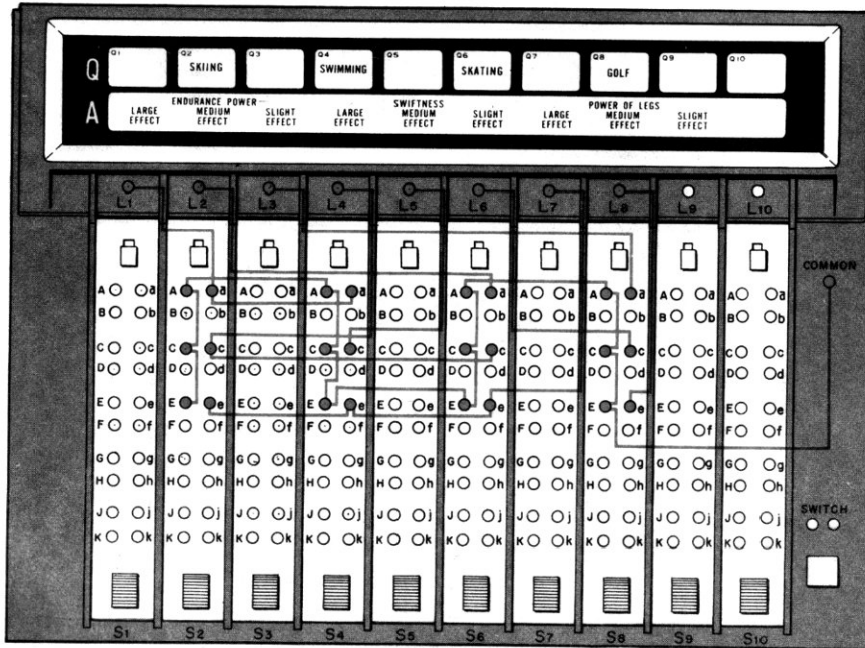 Q Q1 Q2 SKIING Q3 Q4 SWIMMING Q5 Q6 SKATING Q7 Q8 GOLF Q9 Q10
A ENDURANCE POWER— SWIFTNESS POWER OF LEGS
LARGE EFFECT MEDIUM EFFECT SLIGHT EFFECT LARGE EFFECT MEDIUM EFFECT SLIGHT EFFECT LARGE EFFECT MEDIUM EFFECT SLIGHT EFFECT
L1 L2 L3 L4 L5 L6 L7 L8 L9 L10
COMMON
A a A a A a A a A a A a A a A a A a A a
B b B b B b B b B b B b B b B b B b B b
C c C c C c C c C c C c C c C c C c C c
D d D d D d D d D d D d D d D d D d D d
E e E e E e E e E e E e E e E e E e E e
F f F f F f F f F f F f F f F f F f F f
G g G g G g G g G g G g G g G g G g G g
H h H h H h H h H h H h H h H h H h H h
SWITCH
J j J j J j J j J j J j J j J j J j J j
K k K k K k K k K k K k K k K k K k K k
S1 S2 S3 S4 S5 S6 S7 S8 S9 S10